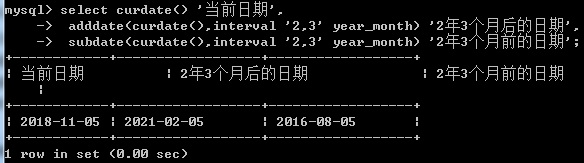 mysql> select curdate() '当前日期',
    -> adddate(),interval '2,3' year_month) '2年3个月后的日期',
    -> subdate(curdate(),interval '2,3' year_month) '2年3个月前的日期';
+------------+------------------+------------------+
| 当前日期 | 2年3个月后的日期 | 2年3个月前的日期
|
+------------+------------------+------------------+
| 2018-11-05 | 2021-02-05 | 2016-08-05 |
+------------+------------------+------------------+
1 row in set (0.00 sec)